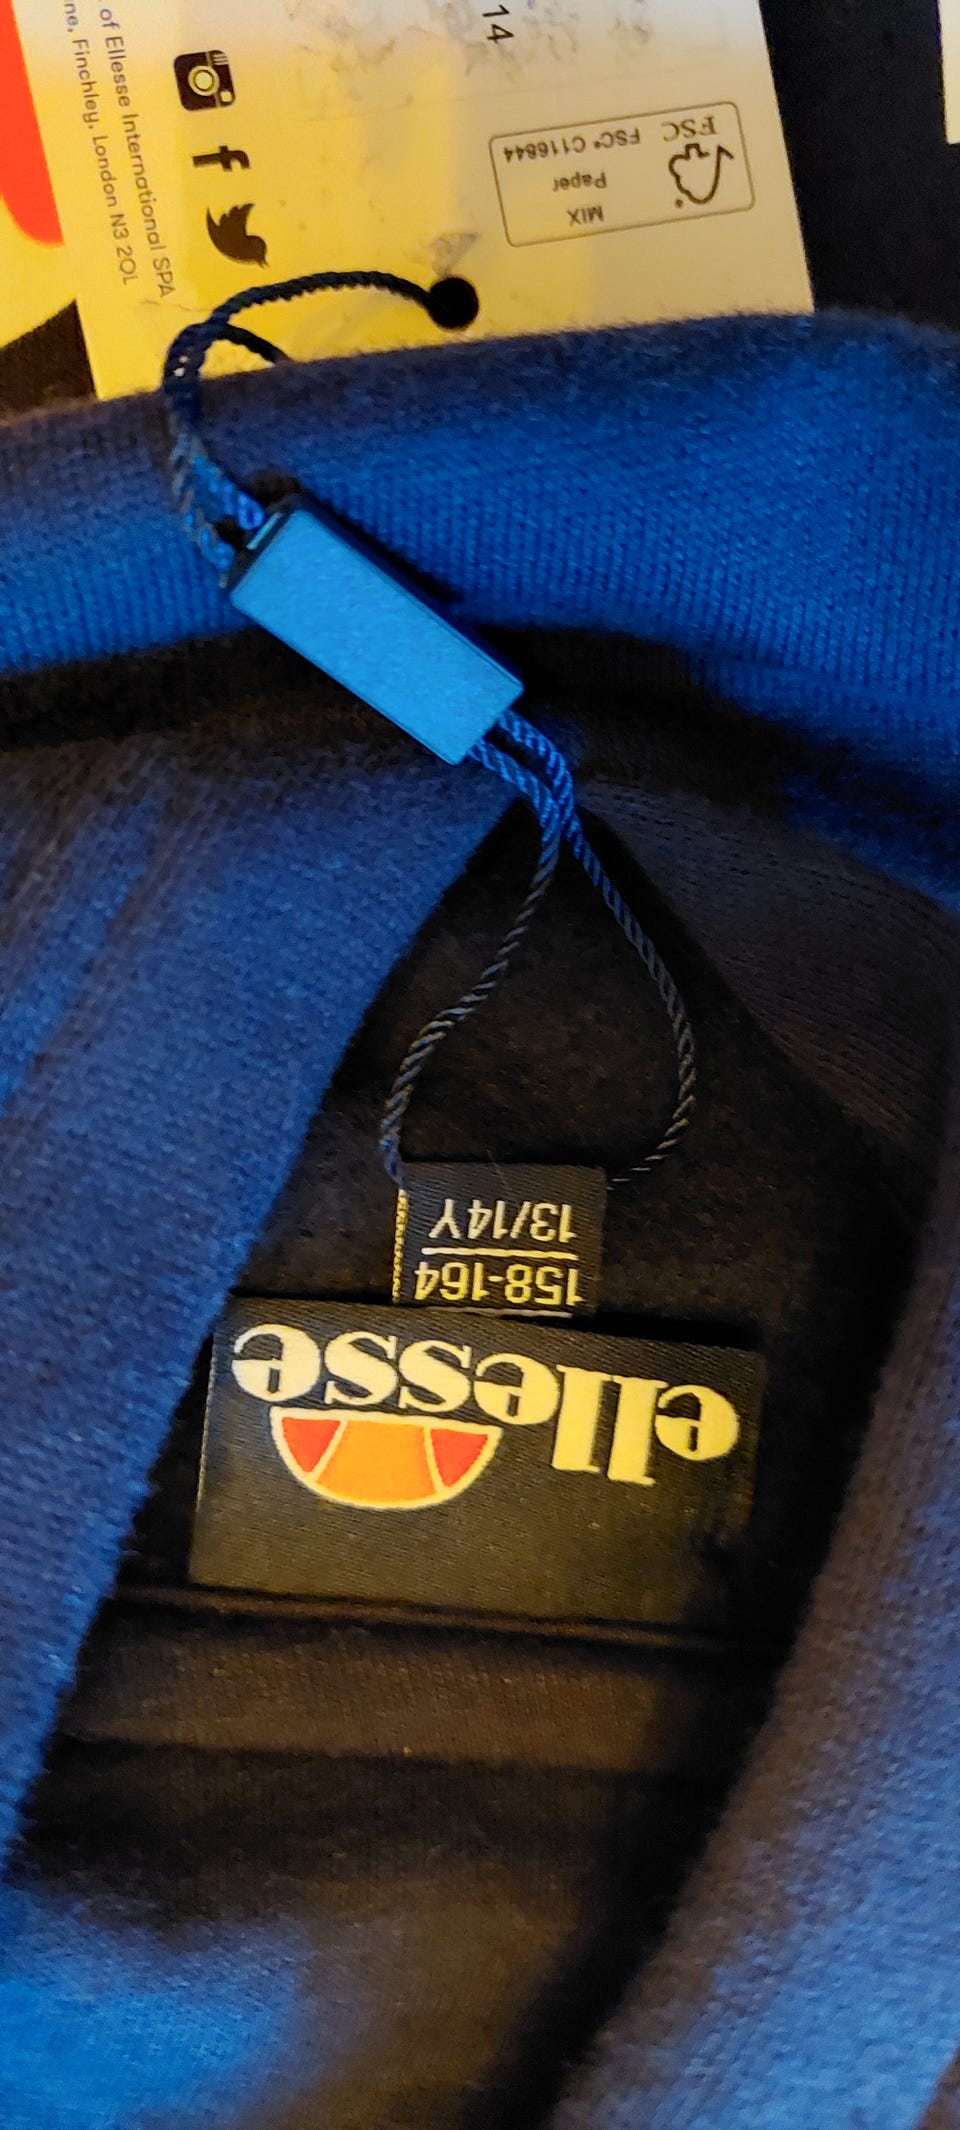 of Ellesse International SPA
ne, Finchley, London N3 2QL
14
FSC
FSC® C116844
MIX
Paper
158-164
13/14Y
ellesse